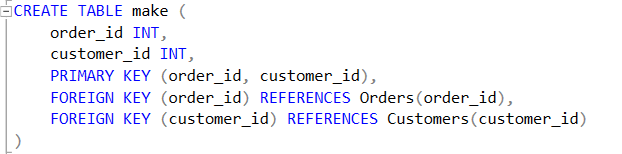 CREATE TABLE make (
order_id INT,
customer_id INT,
PRIMARY KEY (order_id, customer_id),
FOREIGN KEY (order_id) REFERENCES Orders(order_id),
FOREIGN KEY (customer_id) REFERENCES Customers(customer_id)
)